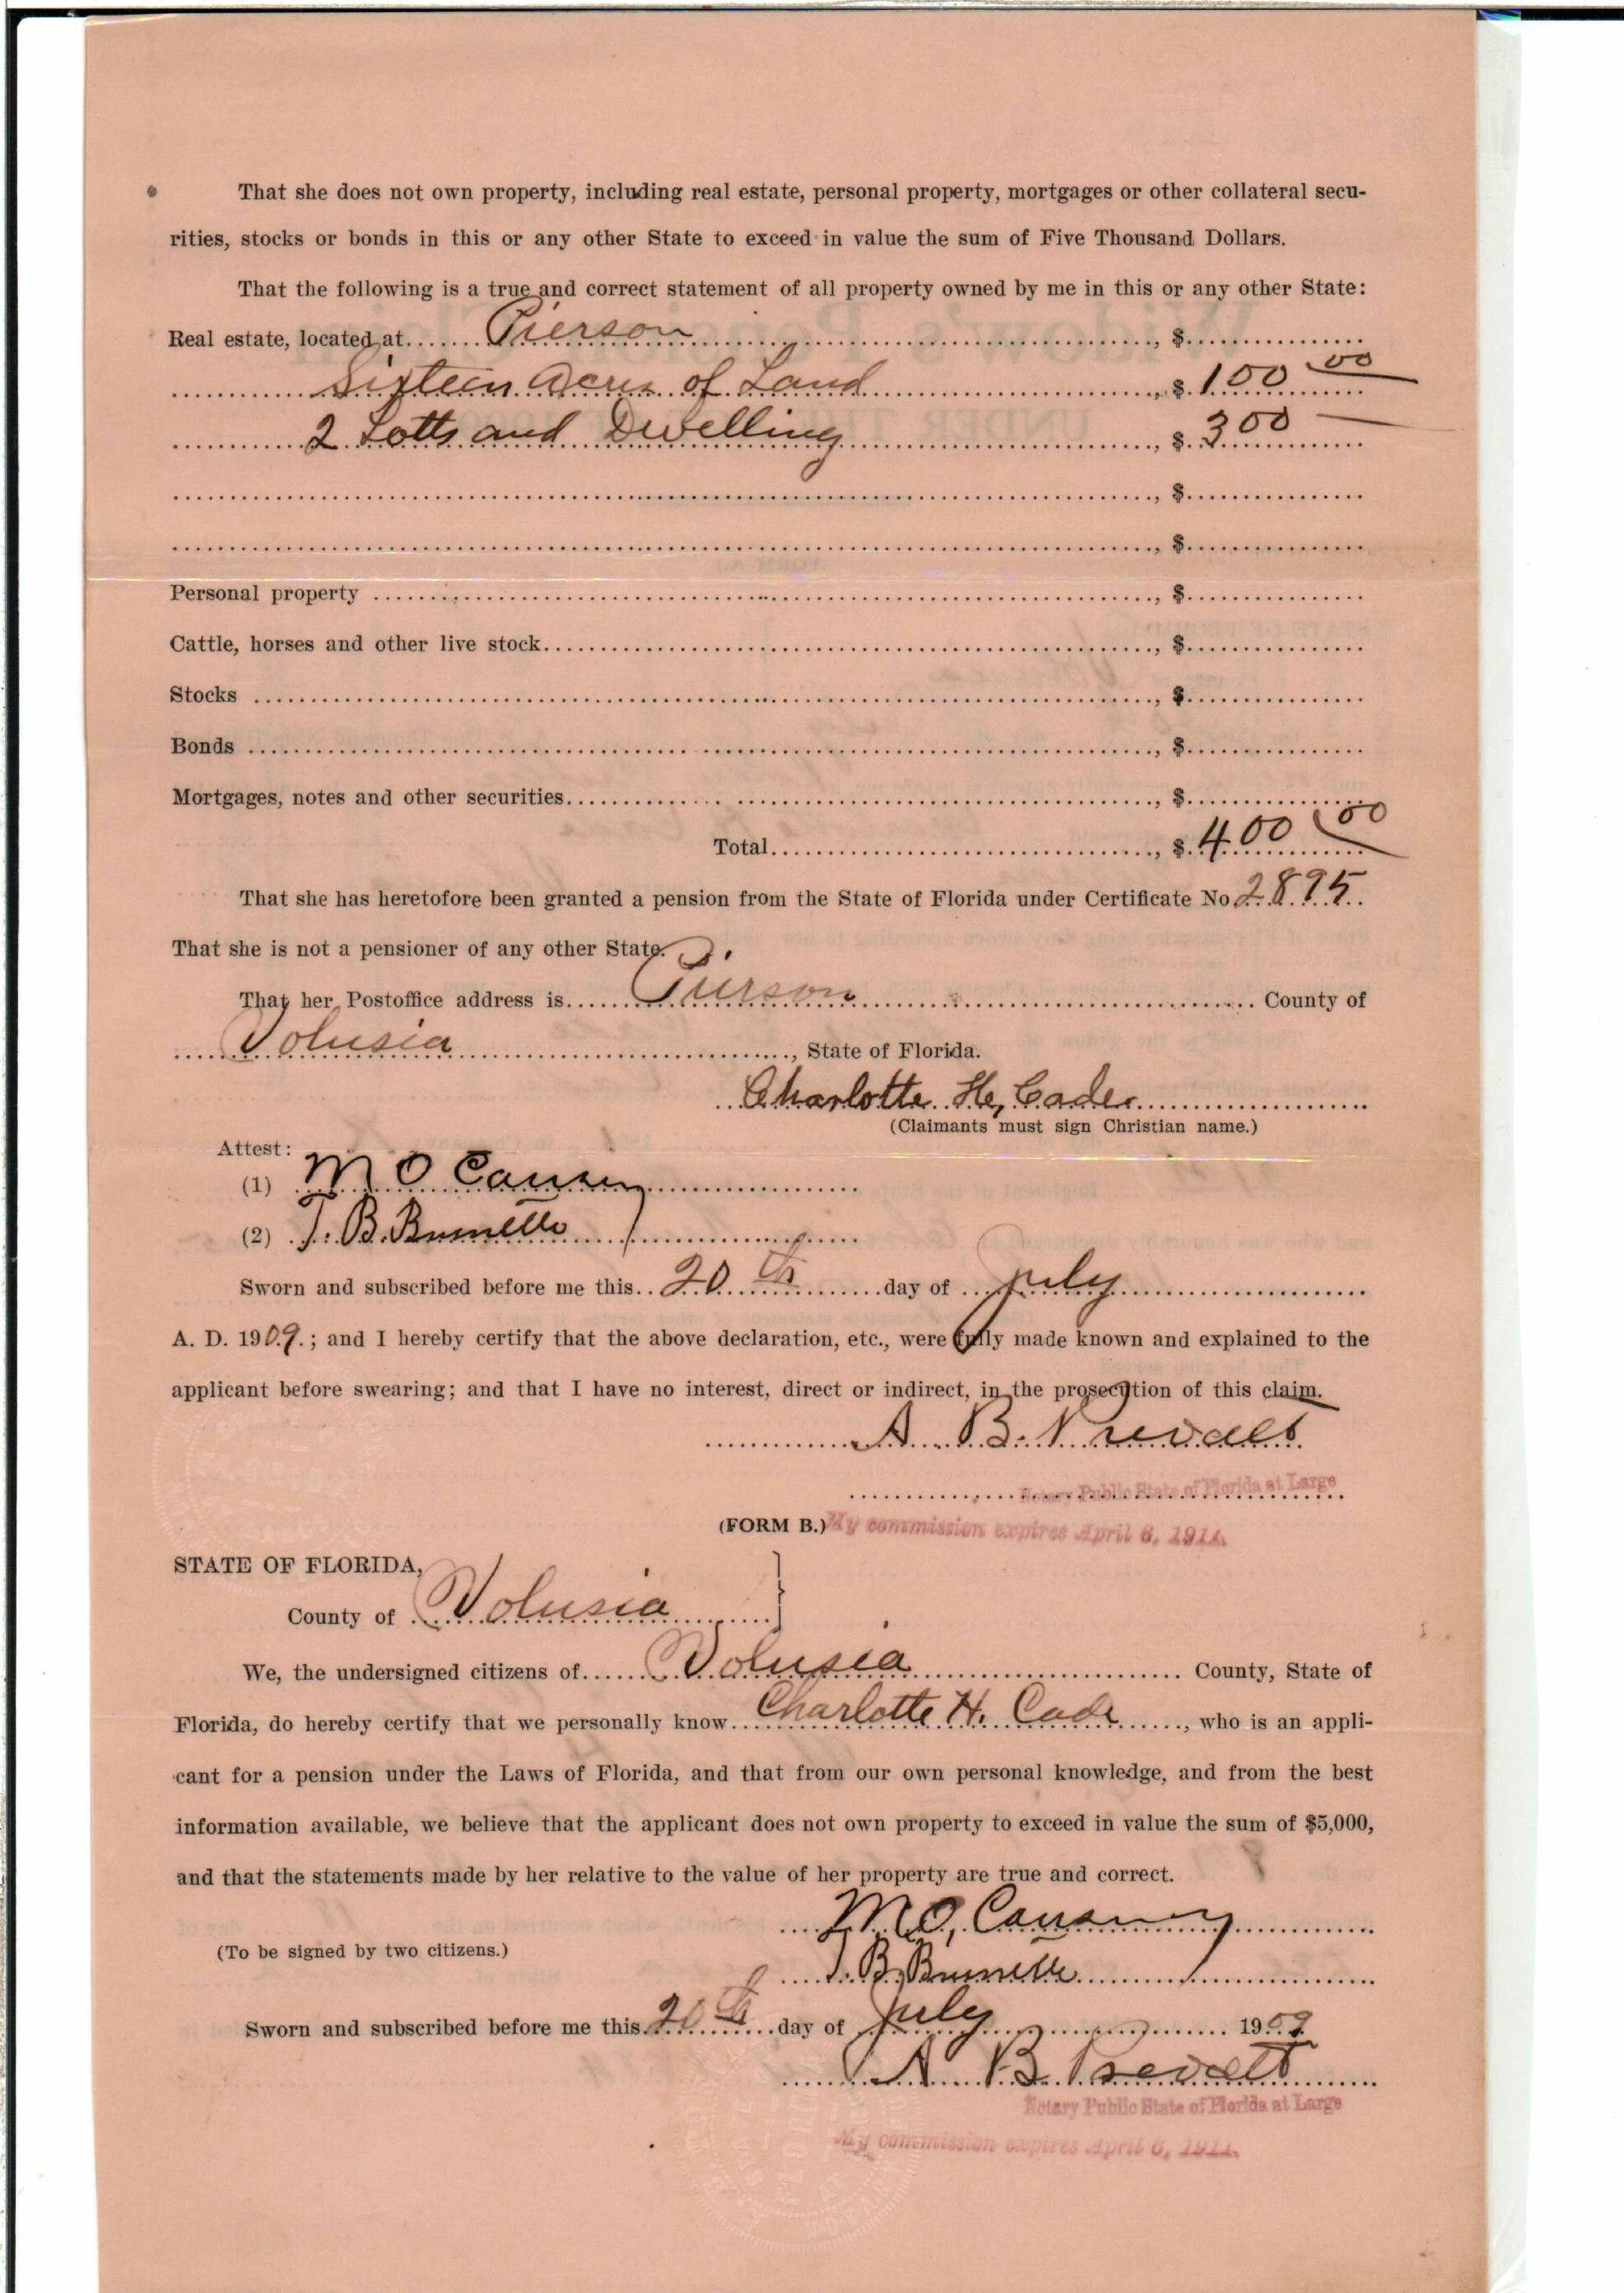 That she does not own property, including real estate, personal property, mortgages or other collateral secu-
rities, stocks or bonds in this or any other State to exceed in value the sum of Five Thousand Dollars.
That the following is a true and correct statement of all property owned by me in this or any other State:
Real estate, located at...... Pierson ......, $......
Sixteen Acres of Land ......, $. 100 00
2 Lotts and Dwelling ......, $. 300
......, $......
......, $......
Personal property ......, $......
Cattle, horses and other live stock......, $......
Stocks ......, $......
Bonds ......, $......
Mortgages, notes and other securities......, $......
Total......, $. 400 00
That she has heretofore been granted a pension from the State of Florida under Certificate No 2895.
That she is not a pensioner of any other State.
That her Postoffice address is...... Pierson ...... County of
Volusia ......, State of Florida.
Charlotte H, Cade
(Claimants must sign Christian name.)
Attest:
(1) M O Causey
(2) J. B.
Sworn and subscribed before me this.. 20 th ......day of ... July ......
A. D. 1909.; and I hereby certify that the above declaration, etc., were fully made known and explained to the
applicant before swearing; and that I have no interest, direct or indirect, in the prosecution of this claim.
A. B. Prevatt
Notary Public State of Florida at Large
(FORM B.) My commission expires April 6, 1911.
STATE OF FLORIDA,
County of Volusia }
We, the undersigned citizens of...... Volusia ...... County, State of
Florida, do hereby certify that we personally know.. Charlotte H. Cade ......, who is an appli-
cant for a pension under the Laws of Florida, and that from our own personal knowledge, and from the best
information available, we believe that the applicant does not own property to exceed in value the sum of $5,000,
and that the statements made by her relative to the value of her property are true and correct.
M O, Causey
(To be signed by two citizens.)
J. B.
Sworn and subscribed before me this. 20th ....day of July ...... 1909
A B Prevatt
Notary Public State of Florida at Large
My commission expires April 6, 1911.